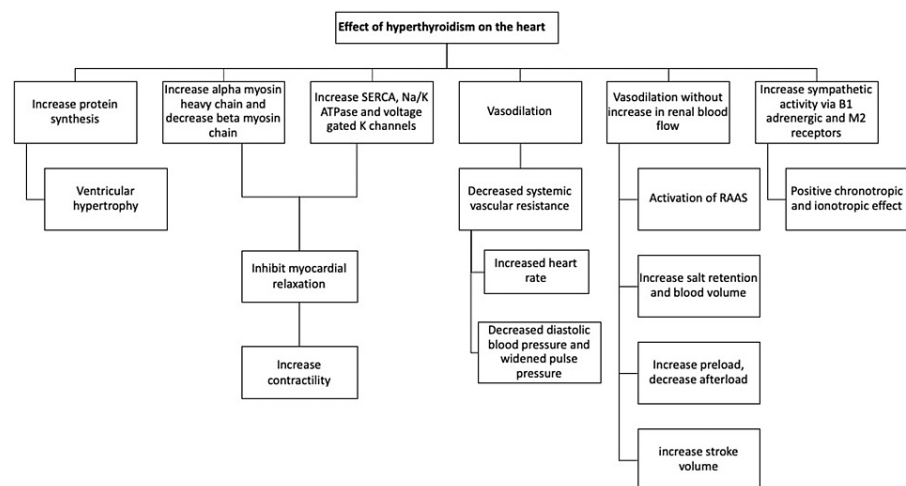 Effect of hyperthyroidism on the heart
Increase protein
synthesis
Increase alpha myosin
heavy chain and
decrease beta myosin
chain
Increase SERCA, Na/K
ATPase and voltage
gated K channels
Vasodilation
Vasodilation without
increase in renal blood
flow
Increase sympathetic
activity via B1
adrenergic and M2
receptors
Ventricular
hypertrophy
Decreased systemic
vascular resistance
Activation of RAAS
Positive chronotropic
and ionotropic effect
Inhibit myocardial
relaxation
Increased heart
rate
Increase salt retention
and blood volume
Increase
contractility
Decreased diastolic
blood pressure and
widened pulse
pressure
Increase preload,
decrease afterload
increase stroke
volume